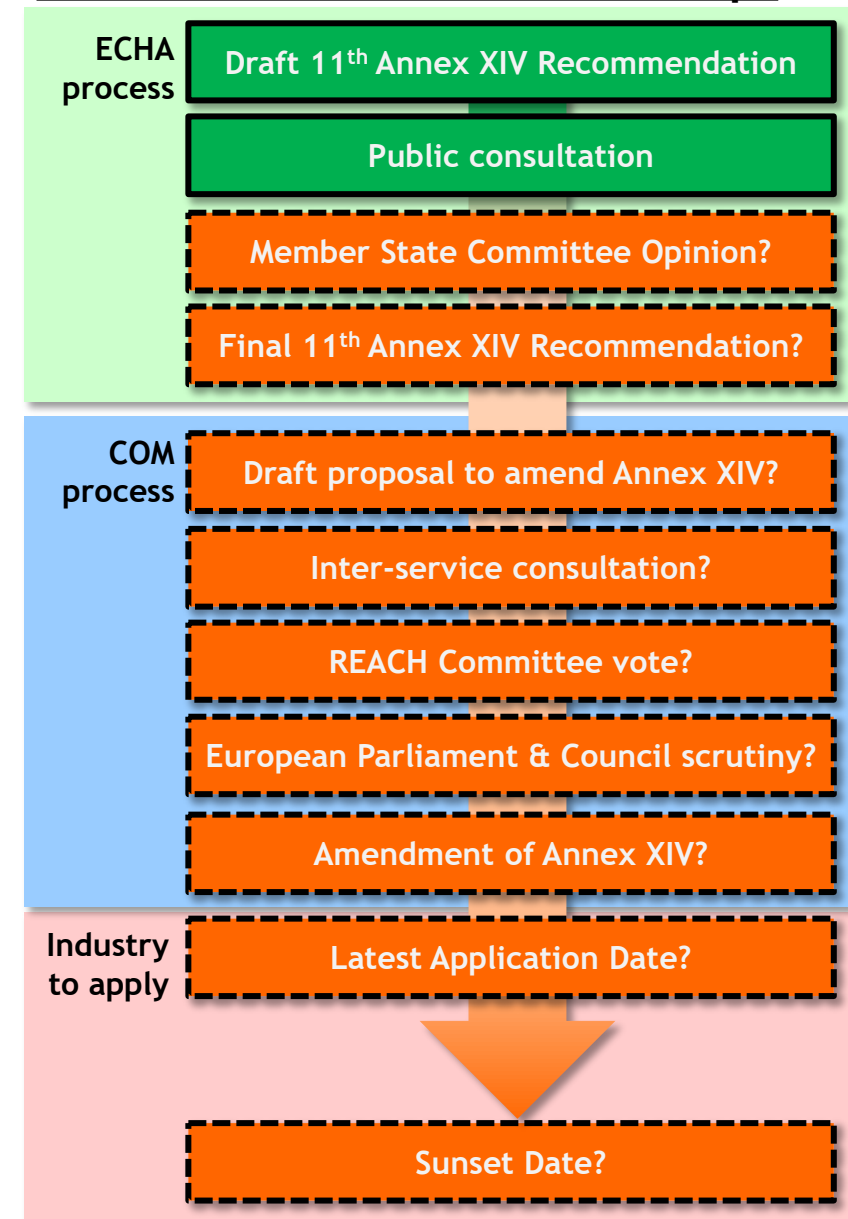 ECHA process
Draft 11th Annex XIV Recommendation
Public consultation
Member State Committee Opinion?
Final 11th Annex XIV Recommendation?
COM process
Draft proposal to amend Annex XIV?
Inter-service consultation?
REACH Committee vote?
European Parliament & Council scrutiny?
Amendment of Annex XIV?
Industry to apply
Latest Application Date?
Sunset Date?